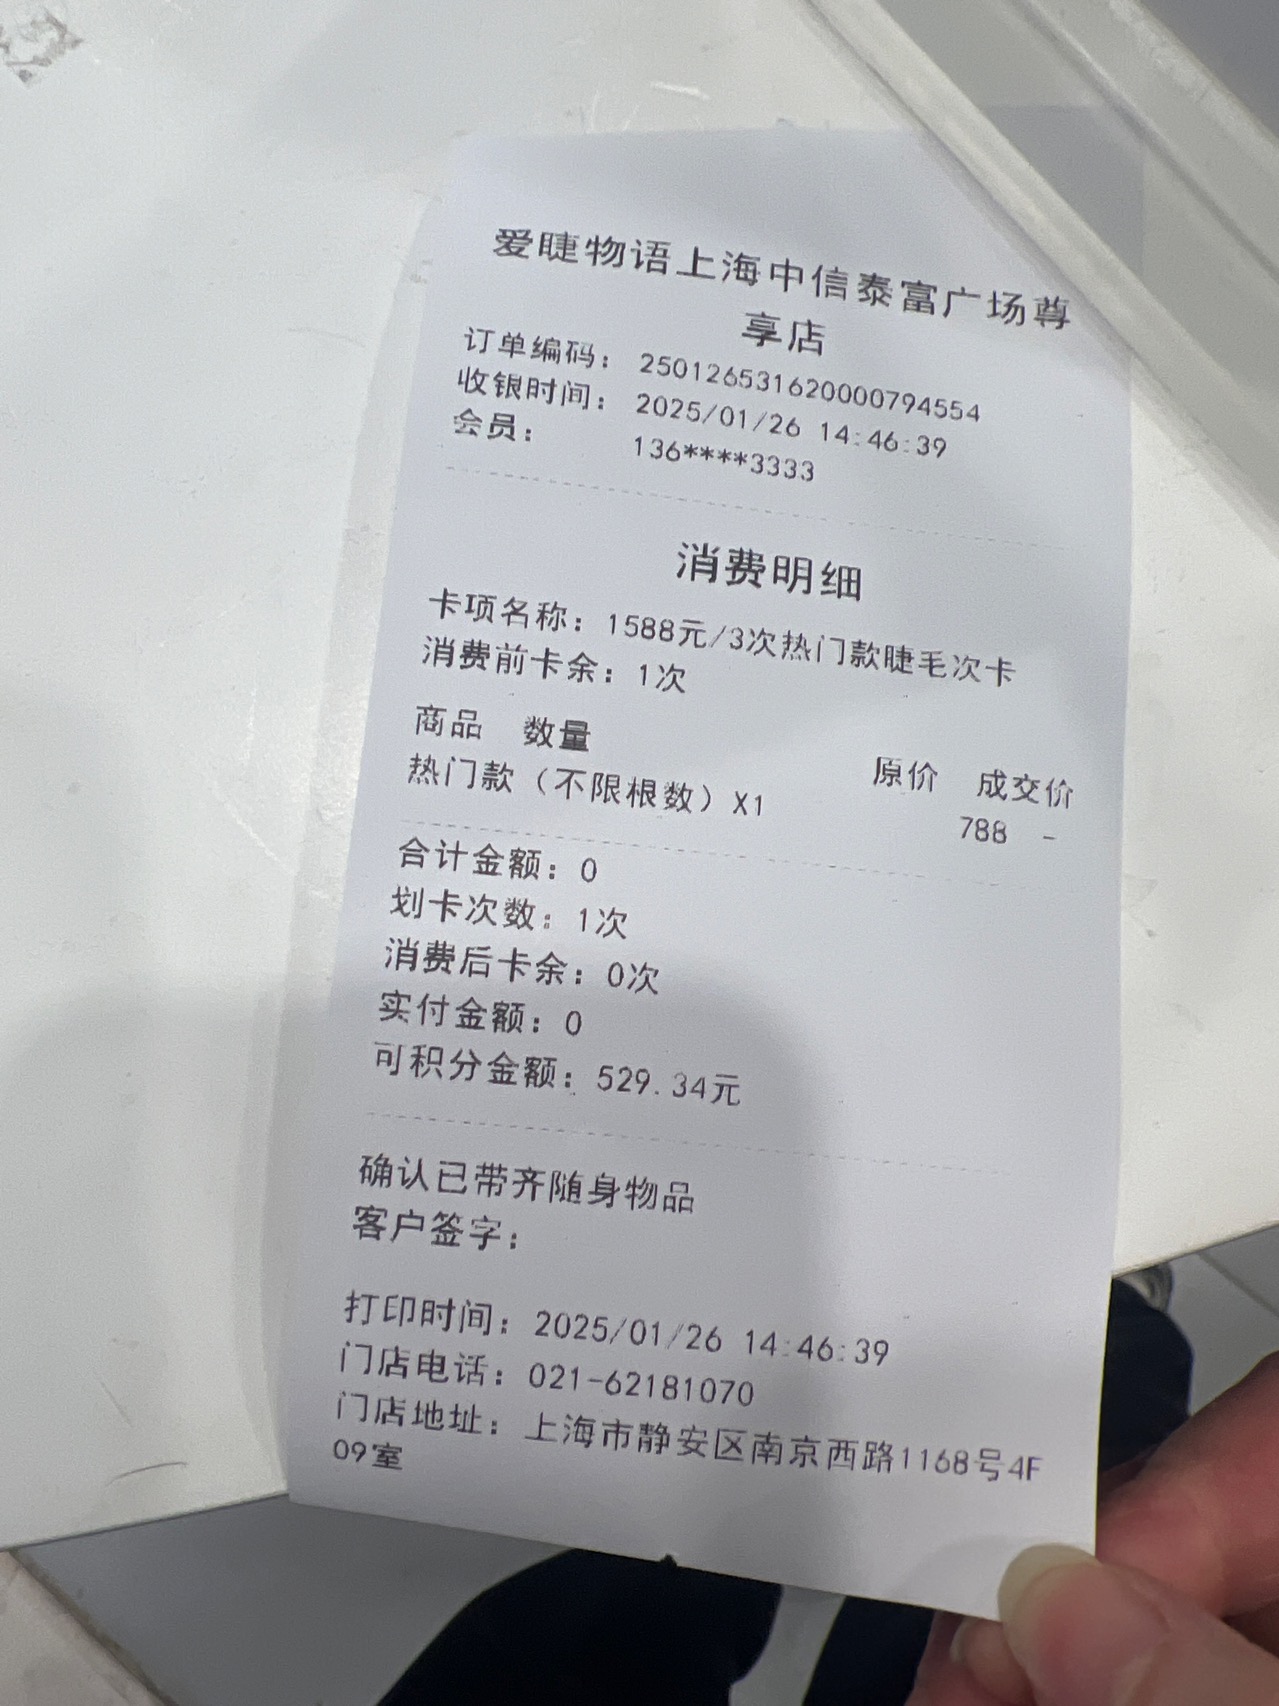 爱睫物语上海中信泰富广场尊
享店
订单编码： 250126531620000794554
收银时间： 2025/01/26 14:46:39
会员： 136****3333
消费明细
卡项名称：1588元/3次热门款睫毛次卡
消费前卡余：1次
商品 数量 原价 成交价
热门款（不限根数）X1 788 -
合计金额：0
划卡次数：1次
消费后卡余：0次
实付金额：0
可积分金额：529.34元
确认已带齐随身物品
客户签字：
打印时间：2025/01/26 14:46:39
门店电话：021-62181070
门店地址：上海市静安区南京西路1168号4F
09室